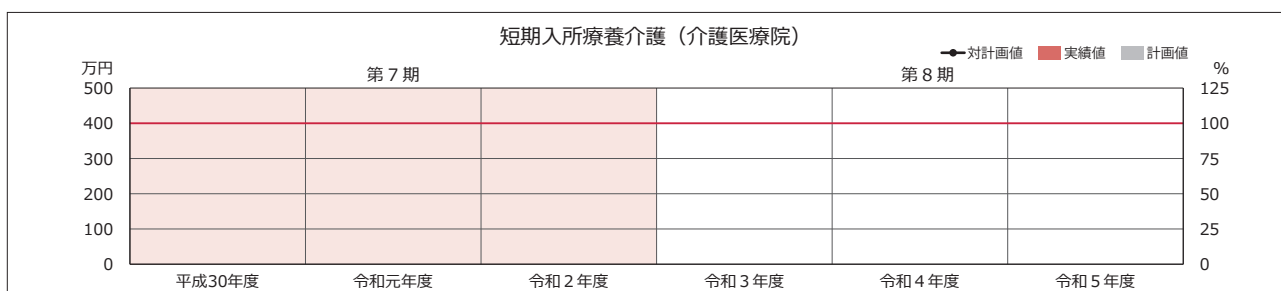 短期入所療養介護（介護医療院）
対計画値 実績値 計画値
万円 第７期 第８期 %
500 125
400 100
300 75
200 50
100 25
0 0
平成30年度 令和元年度 令和２年度 令和３年度 令和４年度 令和５年度